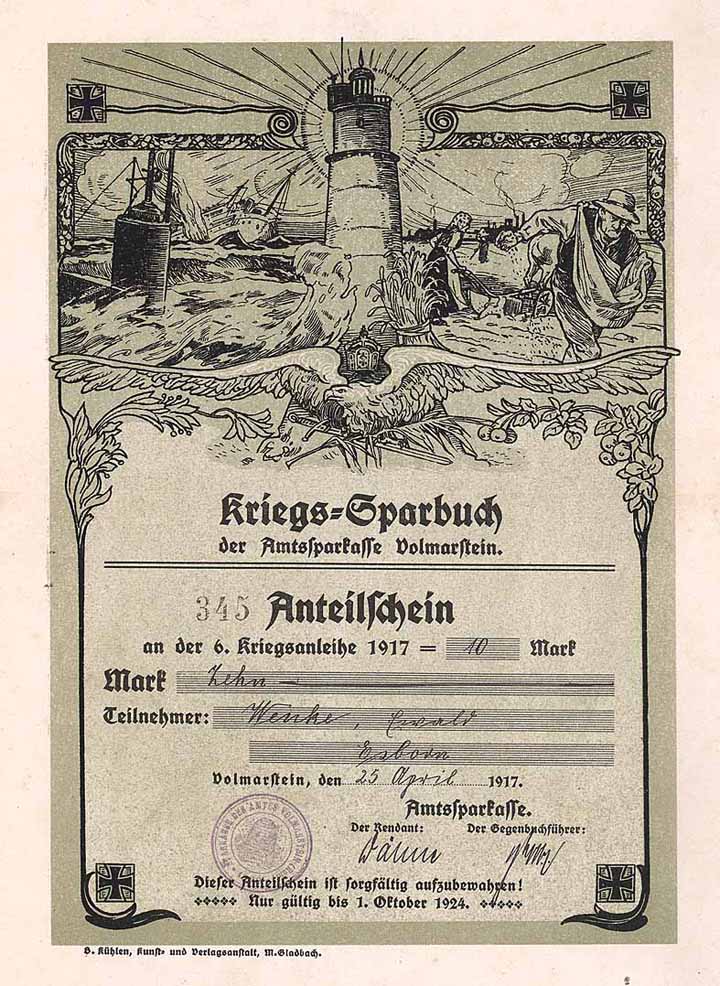 Kriegs=Sparbuch
der Amtssparkasse Volmarstein.
345 Anteilschein
an der 6. Kriegsanleihe 1917 = 10 Mark
Mark Zehn —
Teilnehmer: Wenke, Ewald
Esborn
Volmarstein, den 25 April 1917.
Amtssparkasse.
Der Rendant: Der Gegenbuchführer:
Dieser Anteilschein ist sorgfältig aufzubewahren!
Nur gültig bis 1. Oktober 1924.
B. Kühlen, Kunst= und Verlagsanstalt, M.Gladbach.